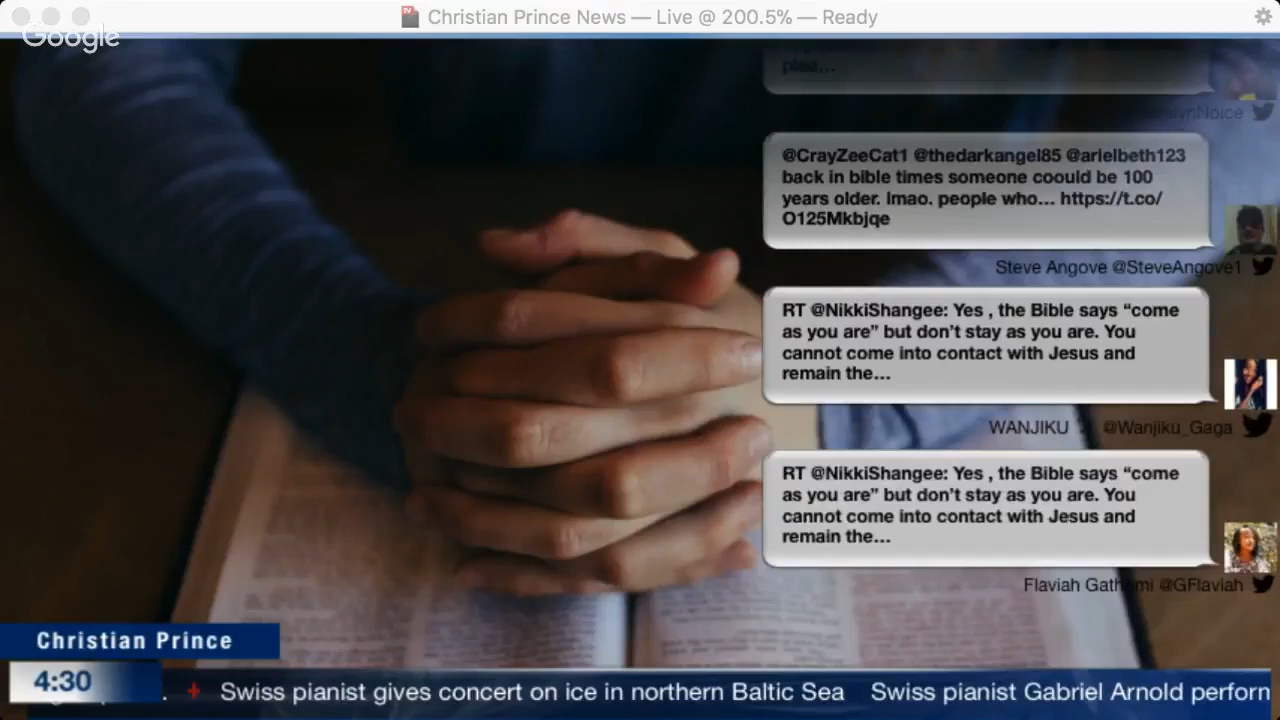 Christian Prince News — Live @ 200.5% — Ready
Google
plea...
@CrayZeeCat1 @thedarkangel85 @arielbeth123
back in bible times someone coould be 100
years older. lmao. people who... https://t.co/
O125Mkbjqe
Steve Angove @SteveAngove1
RT @NikkiShangee: Yes , the Bible says “come
as you are” but don’t stay as you are. You
cannot come into contact with Jesus and
remain the...
WANJIKU @Wanjiku_Gaga
RT @NikkiShangee: Yes , the Bible says “come
as you are” but don’t stay as you are. You
cannot come into contact with Jesus and
remain the...
Flaviah Gathemi @GFlaviah
Christian Prince
4:30
Swiss pianist gives concert on ice in northern Baltic Sea Swiss pianist Gabriel Arnold perforn